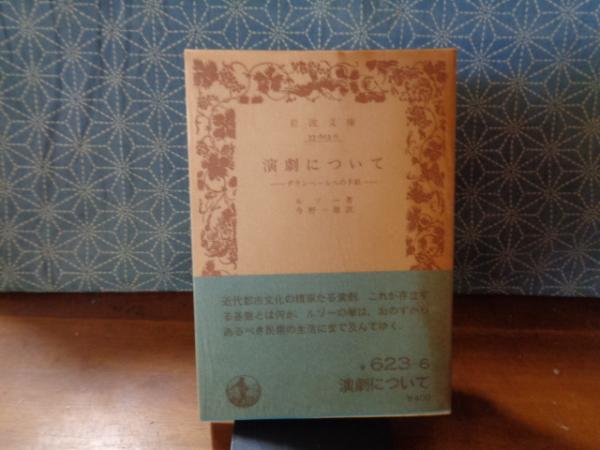 岩波文庫
演劇について
――ダランベールへの手紙――
ルソー著
今野一雄訳
近代都市文化の精華たる演劇、これが存立す
る基盤とは何か。ルソーの筆は、おのずから
あるべき民衆の生活にまで及んでゆく。
623-6
演劇について
¥400